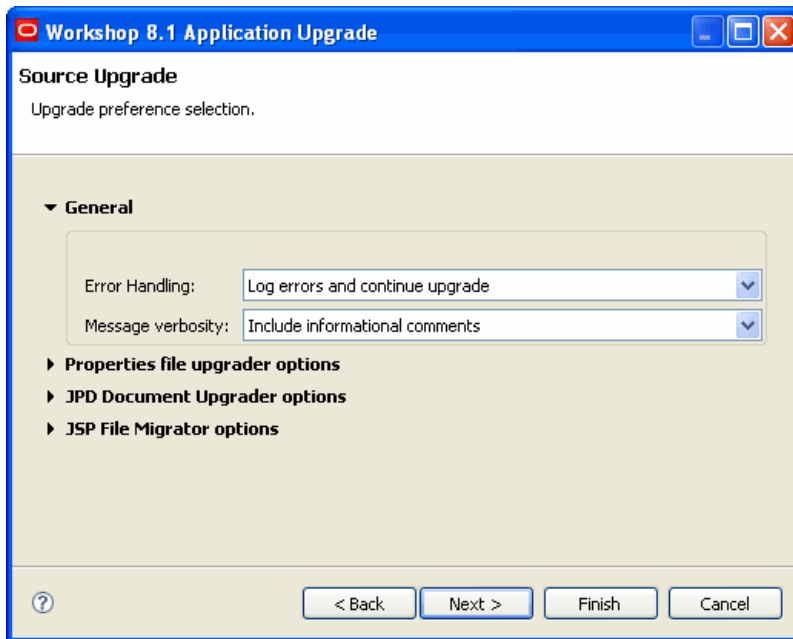 Workshop 8.1 Application Upgrade
Source Upgrade
Upgrade preference selection.
General
Error Handling: Log errors and continue upgrade
Message verbosity: Include informational comments
Properties file upgrader options
JPD Document Upgrader options
JSP File Migrator options
? < Back Next > Finish Cancel